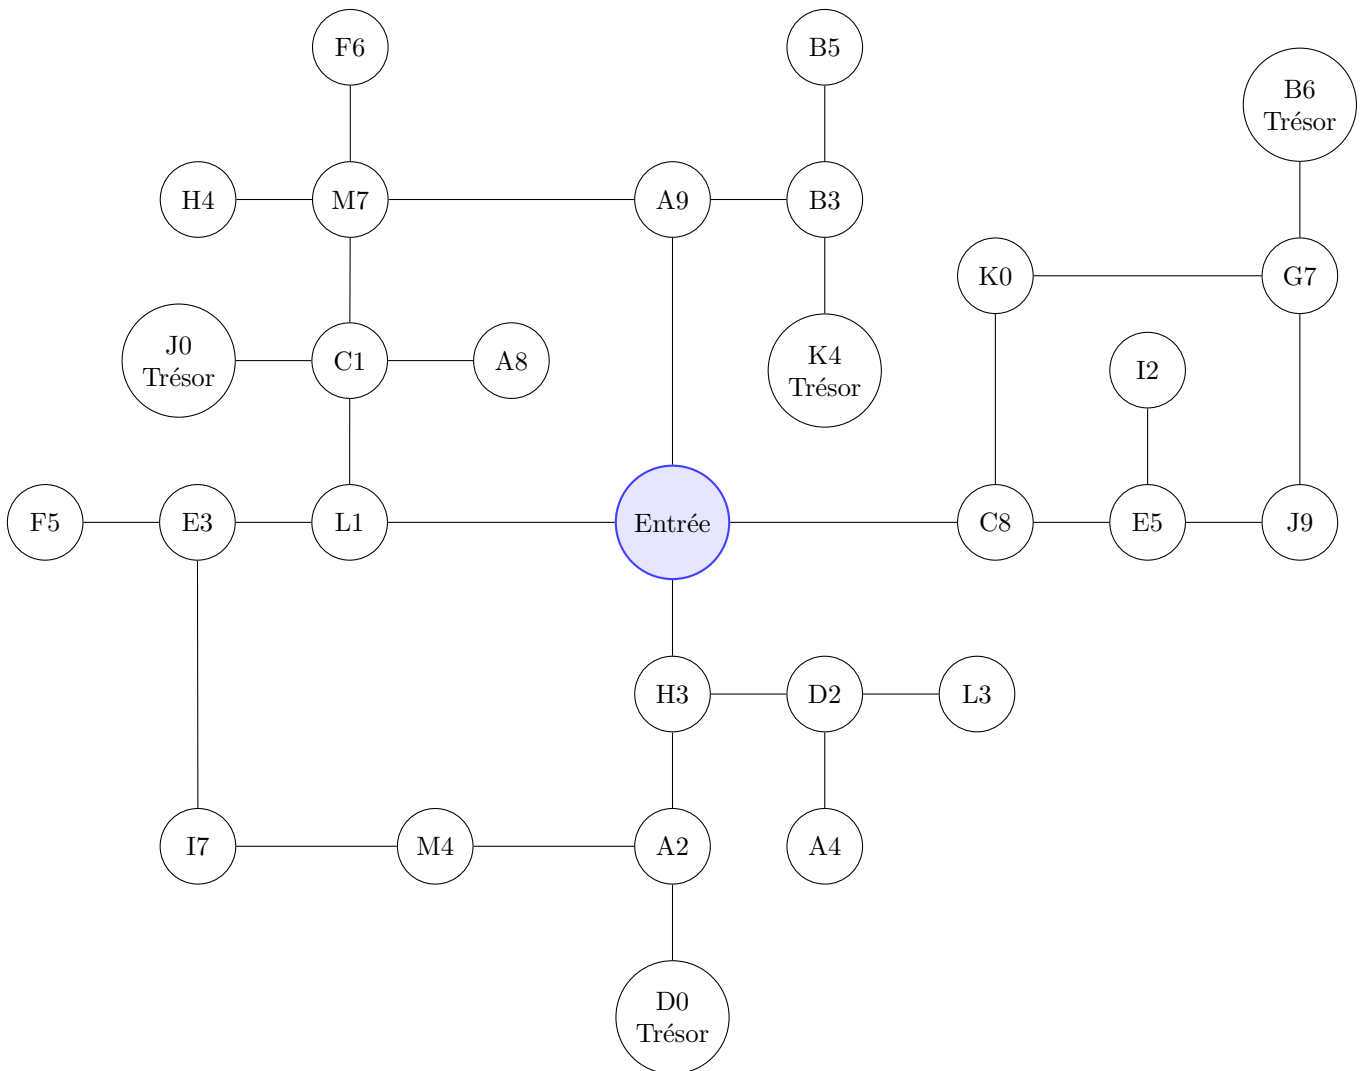 F6
B5
B6
Trésor
H4
M7
A9
B3
K0
G7
J0
Trésor
C1
A8
K4
Trésor
I2
F5
E3
L1
Entrée
C8
E5
J9
H3
D2
L3
I7
M4
A2
A4
D0
Trésor